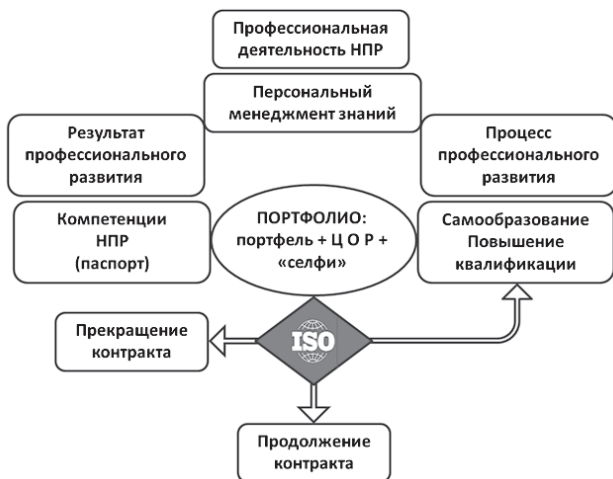 Профессиональная
деятельность НПР
Персональный
менеджмент знаний
Результат
профессионального
развития
Процесс
профессионального
развития
Компетенции
НПР
(паспорт)
ПОРТФОЛИО:
портфель + Ц О Р +
«селфи»
Самообразование
Повышение
квалификации
Прекращение
контракта
ISO
Продолжение
контракта